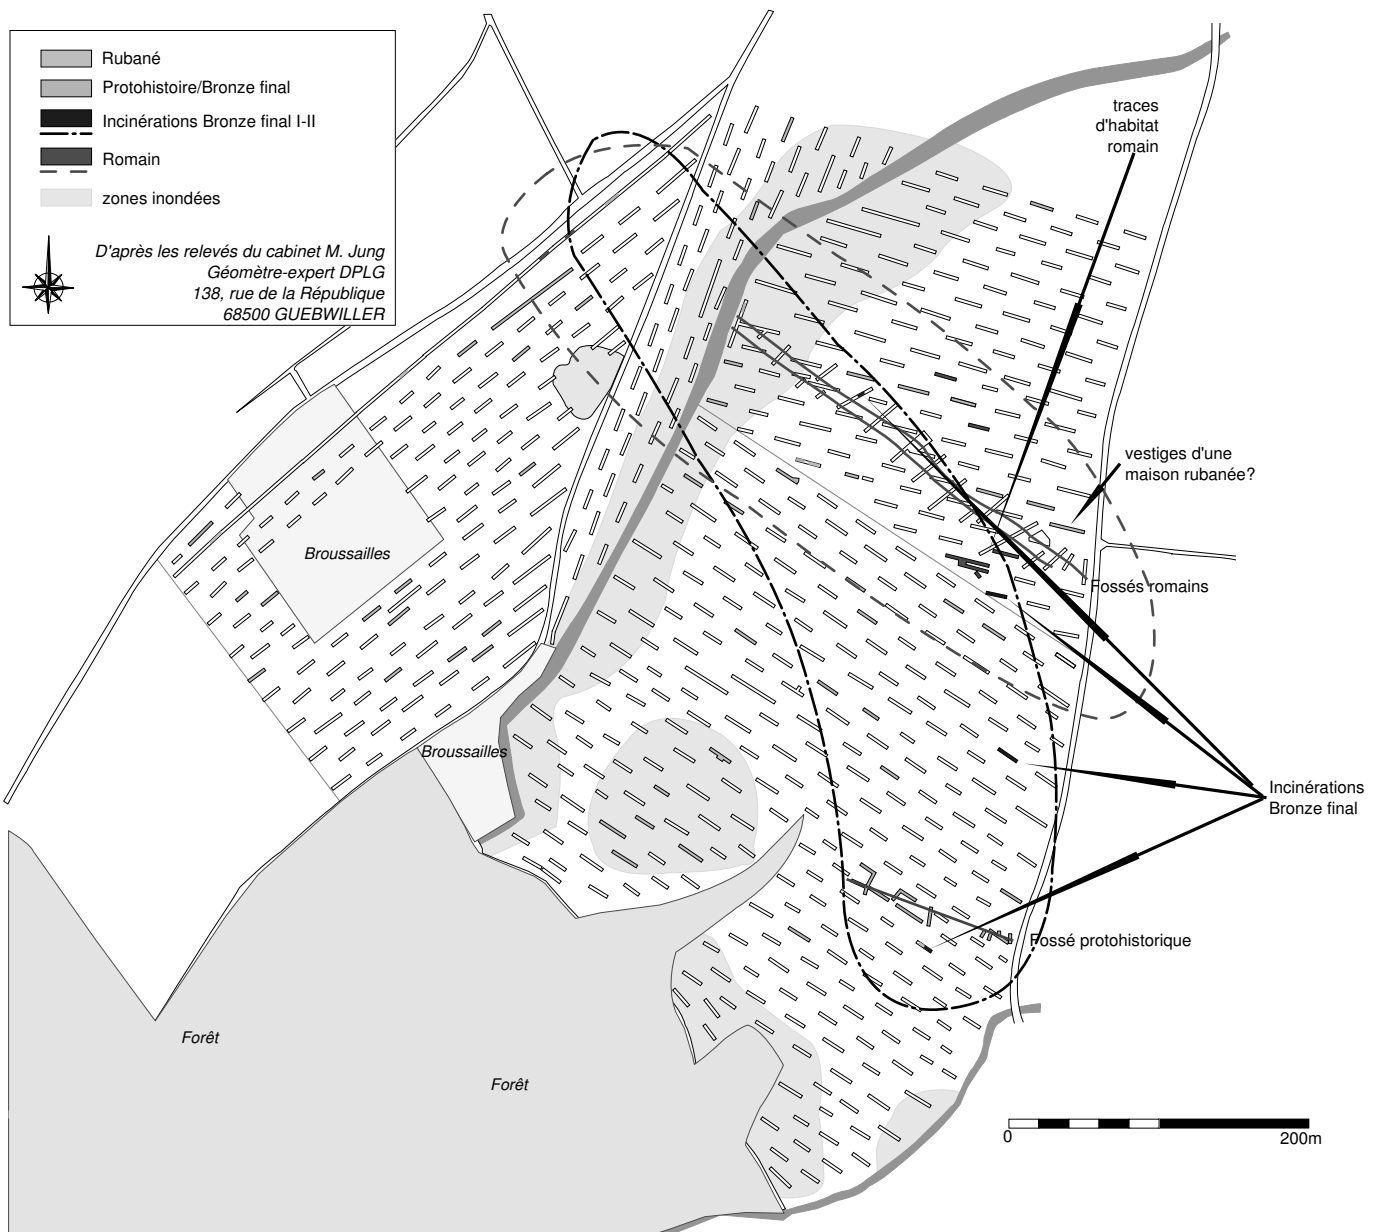 Rubané
Protohistoire/Bronze final
Incinérations Bronze final I-II
Romain
zones inondées
D'après les relevés du cabinet M. Jung
Géomètre-expert DPLG
138, rue de la République
68500 GUEBWILLER
traces
d'habitat
romain
vestiges d'une
maison rubanée?
Broussailles
Fossés romains
Broussailles
Incinérations
Bronze final
Fossé protohistorique
Forêt
Forêt
0
200m